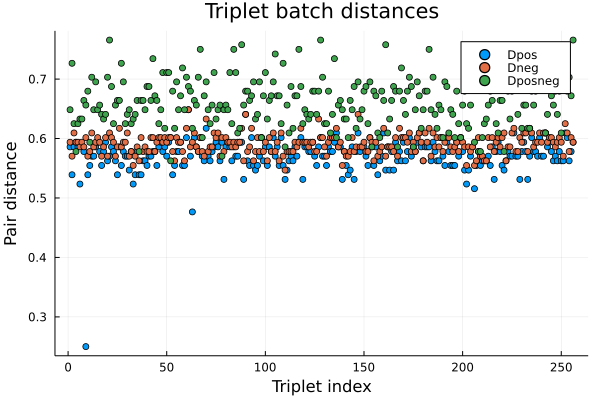 Triplet batch distances
Dpos
Dneg
Dposneg
0.7
0.6
0.5
0.4
0.3
Pair distance
0 50 100 150 200 250
Triplet index